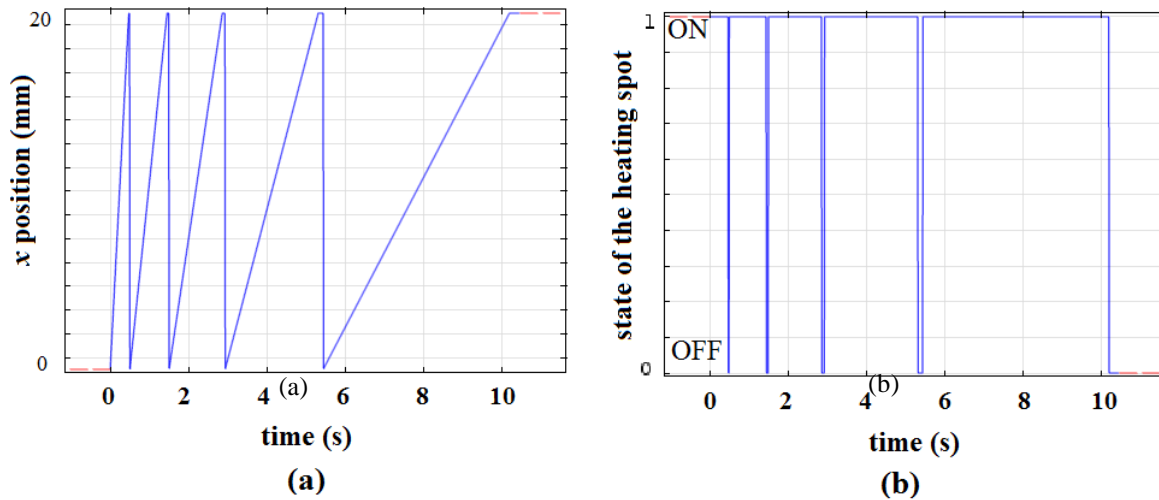 20
x position (mm)
0
0 2 4 6 8 10
(a)
time (s)
(a)
1
ON
state of the heating spot
OFF
0
0 2 4 6 8 10
(b)
time (s)
(b)